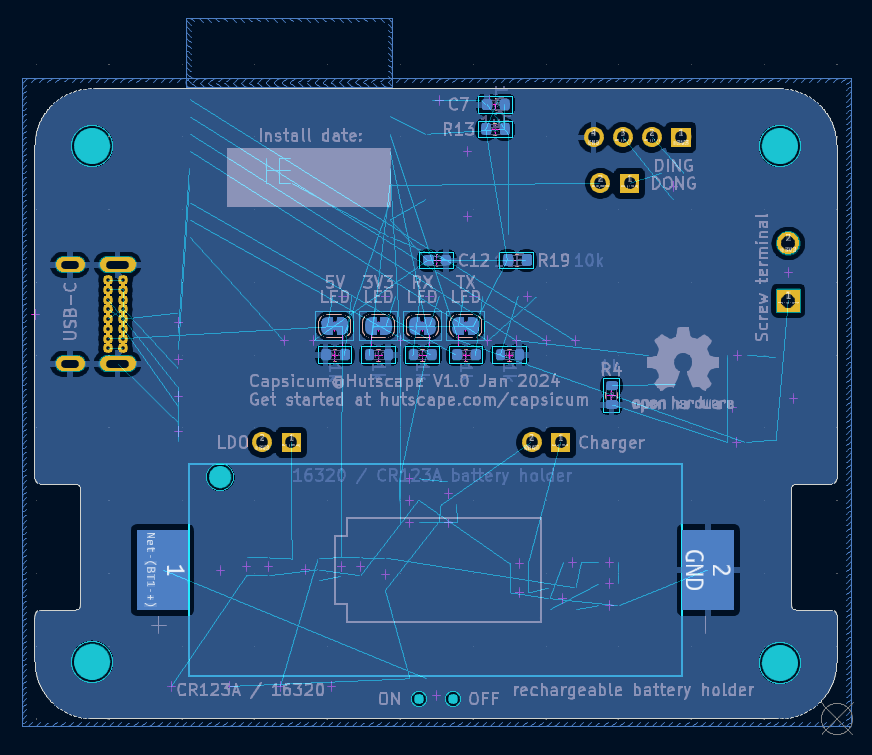 C7
R13
Install date:
DING
DONG
Screw terminal
USB-C
C12
R19
10k
5V 3V3 RX TX
LED LED LED LED
R4
Capsicum@Hutscape V1.0 Jan 2024
Get started at hutscape.com/capsicum
open hardware
LDO
Charger
16320 / CR123A battery holder
Net-(BT1-+)
1
GND
2
CR123A / 16320
rechargeable battery holder
ON
OFF